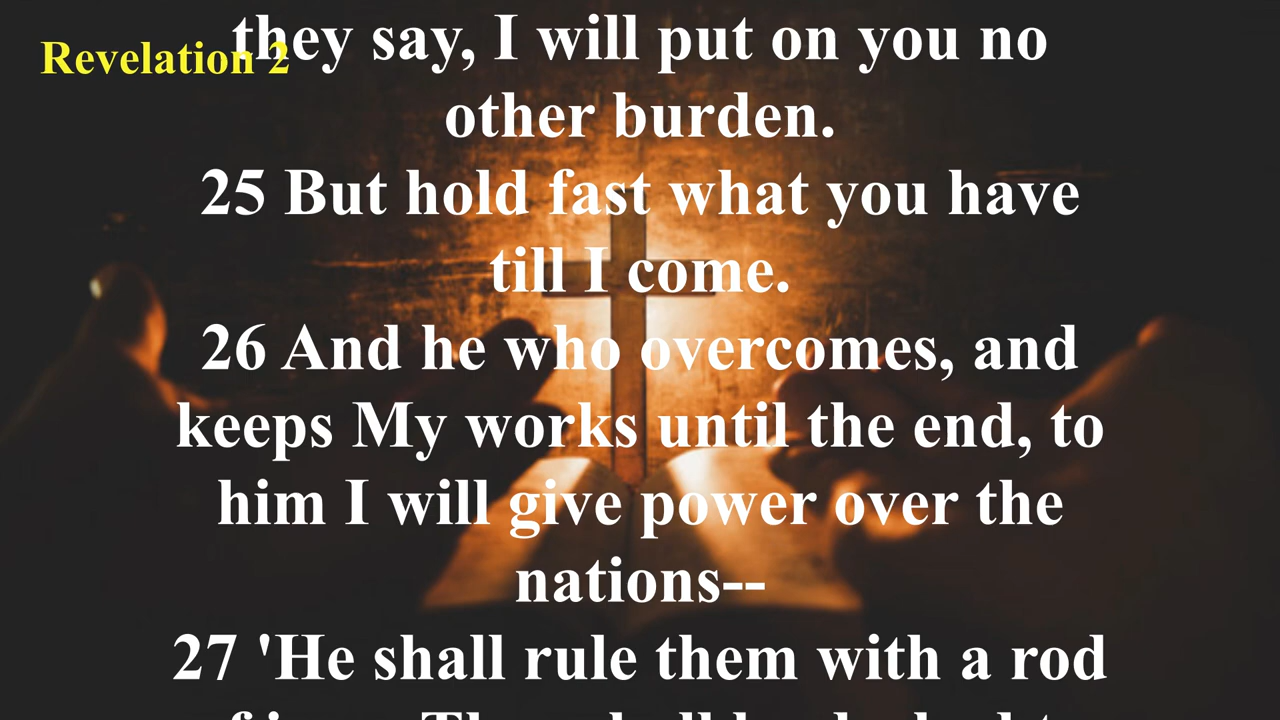 they say, I will put on you no
Revelation 2
other burden.
25 But hold fast what you have
till I come.
26 And he who overcomes, and
keeps My works until the end, to
him I will give power over the
nations--
27 'He shall rule them with a rod